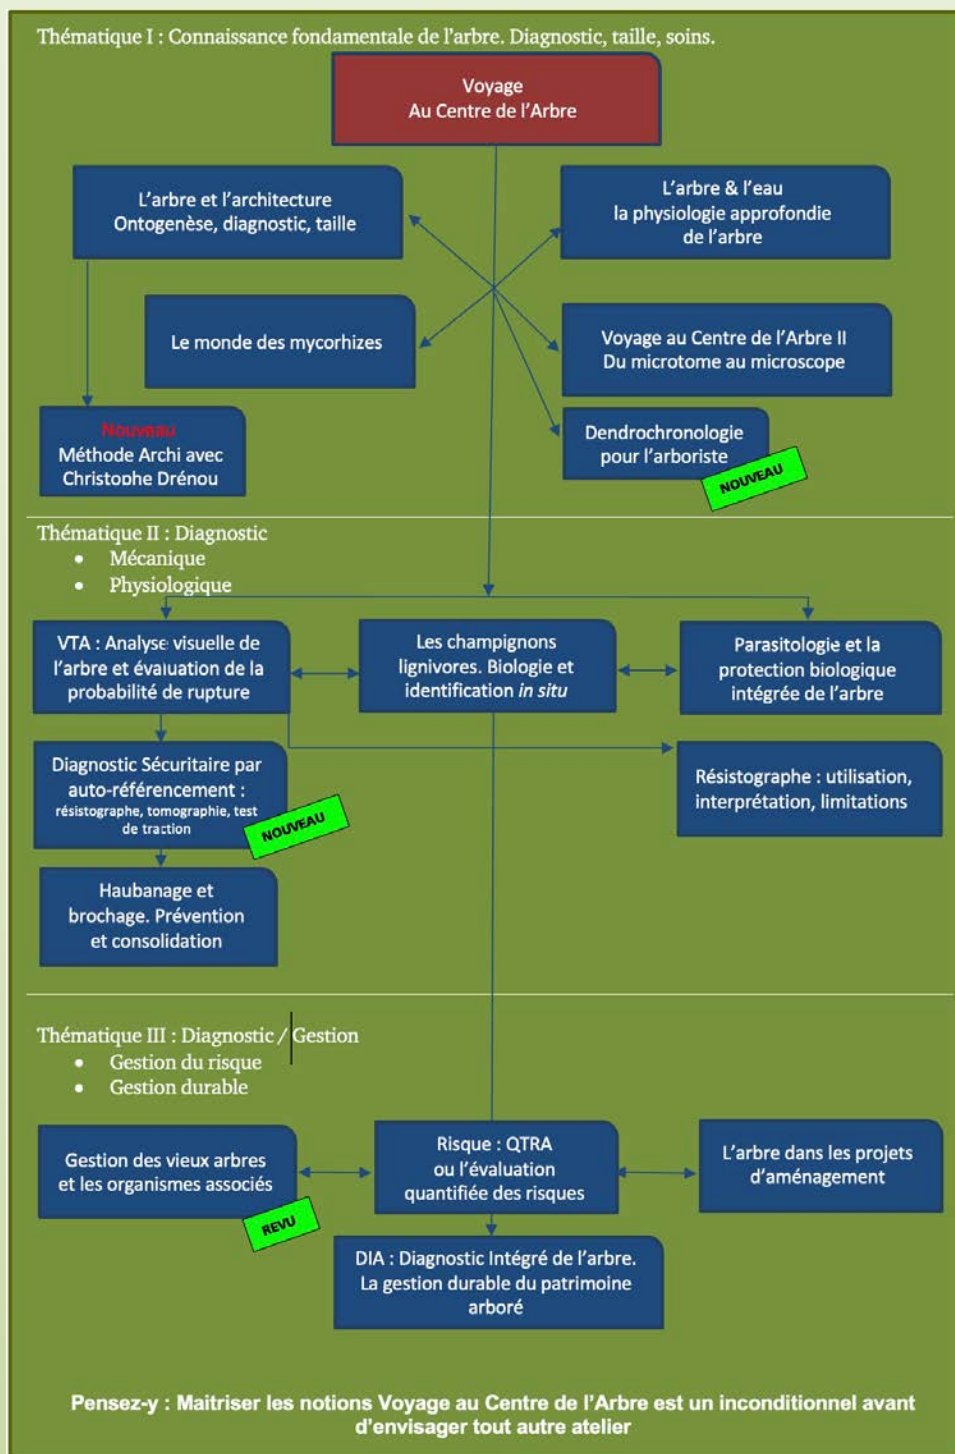 Thématique I : Connaissance fondamentale de l'arbre. Diagnostic, taille, soins.
Voyage
Au Centre de l'Arbre
L'arbre et l'architecture
Ontogenèse, diagnostic, taille
L'arbre & l'eau
la physiologie approfondie
de l'arbre
Le monde des mycorhizes
Voyage au Centre de l'Arbre II
Du microtome au microscope
Nouveau
Méthode Archi avec
Christophe Drénou
Dendrochronologie
pour l'arboriste
NOUVEAU
Thématique II : Diagnostic
• Mécanique
• Physiologique
VTA : Analyse visuelle de
l'arbre et évaluation de la
probabilité de rupture
Les champignons
lignivores. Biologie et
identification in situ
Parasitologie et la
protection biologique
intégrée de l'arbre
Diagnostic Sécuritaire par
auto-référencement :
résistographe, tomographie, test
de traction
NOUVEAU
Résistographe : utilisation,
interprétation, limitations
Haubanage et
brochage. Prévention
et consolidation
Thématique III : Diagnostic / Gestion
• Gestion du risque
• Gestion durable
Gestion des vieux arbres
et les organismes associés
REVU
Risque : QTRA
ou l'évaluation
quantifiée des risques
L'arbre dans les projets
d'aménagement
DIA : Diagnostic Intégré de l'arbre.
La gestion durable du patrimoine
arboré
Pensez-y : Maitriser les notions Voyage au Centre de l'Arbre est un inconditionnel avant
d'envisager tout autre atelier